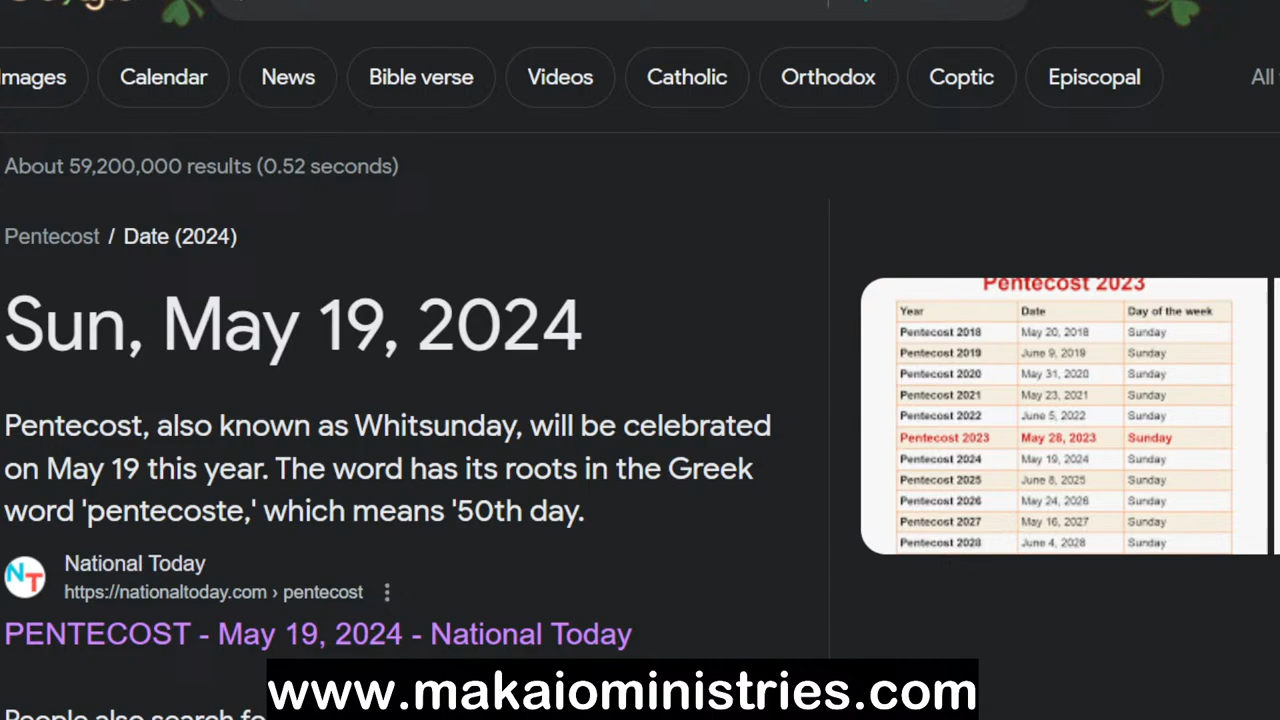 Google
Images
Calendar
News
Bible verse
Videos
Catholic
Orthodox
Coptic
Episcopal
All
About 59,200,000 results (0.52 seconds)
Pentecost / Date (2024)
Sun, May 19, 2024
Pentecost, also known as Whitsunday, will be celebrated
on May 19 this year. The word has its roots in the Greek
word 'pentecoste,' which means '50th day.
National Today
https://nationaltoday.com › pentecost
PENTECOST - May 19, 2024 - National Today
People also search fo
Pentecost 2023
Year Date Day of the week
Pentecost 2018 May 20, 2018 Sunday
Pentecost 2019 June 9, 2019 Sunday
Pentecost 2020 May 31, 2020 Sunday
Pentecost 2021 May 23, 2021 Sunday
Pentecost 2022 June 5, 2022 Sunday
Pentecost 2023 May 28, 2023 Sunday
Pentecost 2024 May 19, 2024 Sunday
Pentecost 2025 June 8, 2025 Sunday
Pentecost 2026 May 24, 2026 Sunday
Pentecost 2027 May 16, 2027 Sunday
Pentecost 2028 June 4, 2028 Sunday
www.makaiominstries.com